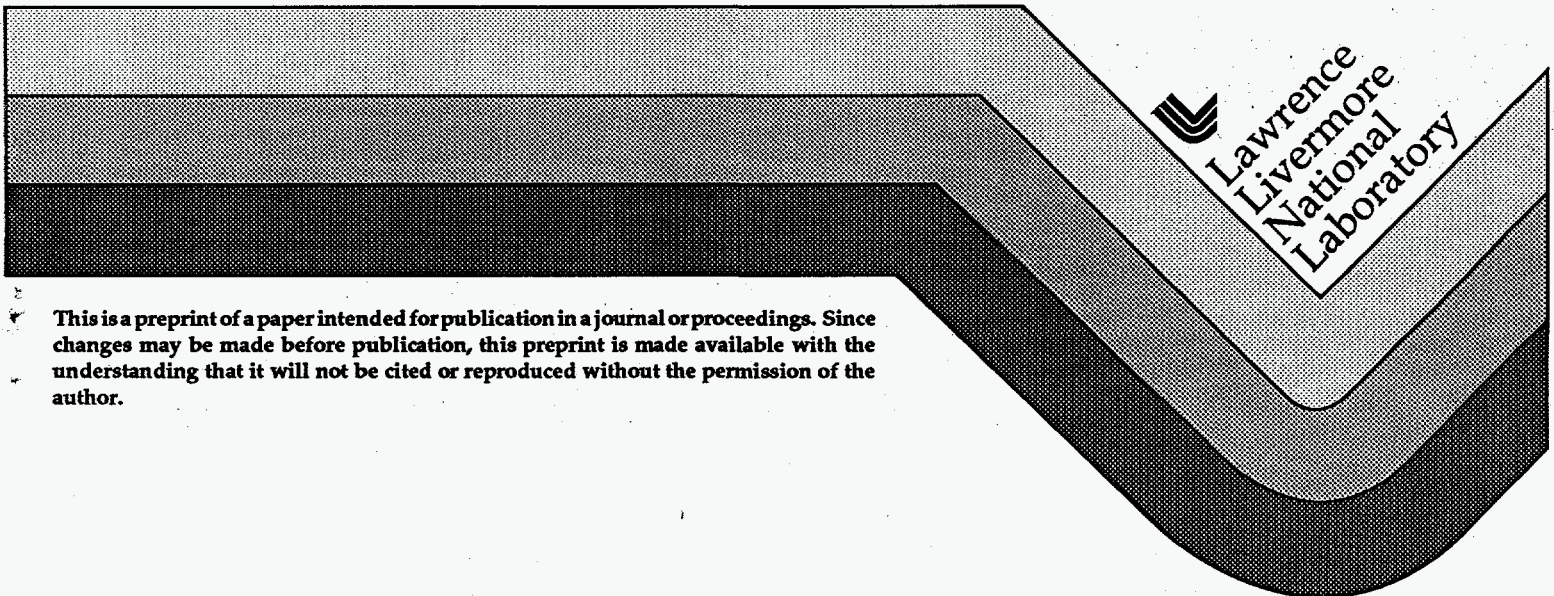 Lawrence
Livermore
National
Laboratory
This is a preprint of a paper intended for publication in a journal or proceedings. Since
changes may be made before publication, this preprint is made available with the
understanding that it will not be cited or reproduced without the permission of the
author.